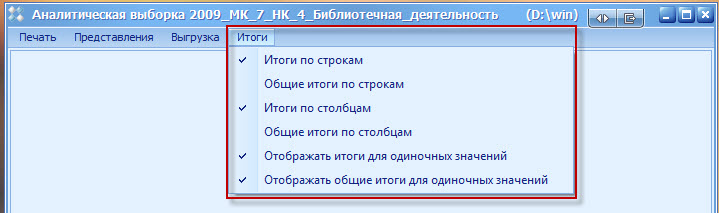 Аналитическая выборка 2009_МК_7_НК_4_Библиотечная_деятельность (D:\win)
Печать Представления Выгрузка Итоги
Итоги по строкам
Общие итоги по строкам
Итоги по столбцам
Общие итоги по столбцам
Отображать итоги для одиночных значений
Отображать общие итоги для одиночных значений